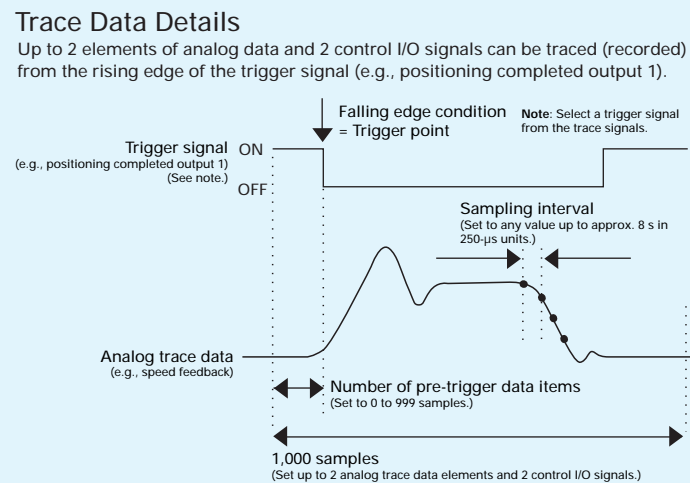 Trace Data Details
Up to 2 elements of analog data and 2 control I/O signals can be traced (recorded)
from the rising edge of the trigger signal (e.g., positioning completed output 1).
Falling edge condition
= Trigger point
Note: Select a trigger signal
from the trace signals.
Trigger signal
(e.g., positioning completed output 1)
(See note.)
ON
OFF
Sampling interval
(Set to any value up to approx. 8 s in
250-μs units.)
Analog trace data
(e.g., speed feedback)
Number of pre-trigger data items
(Set to 0 to 999 samples.)
1,000 samples
(Set up to 2 analog trace data elements and 2 control I/O signals.)